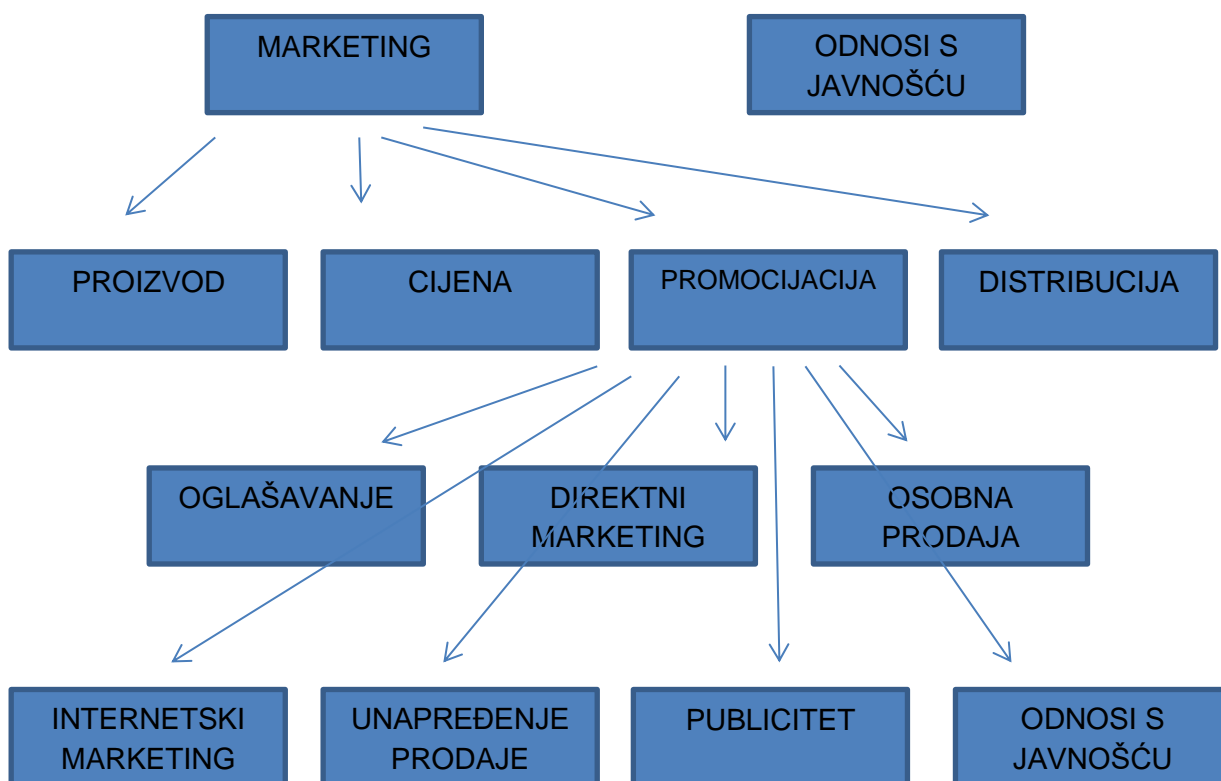 MARKETING
ODNOSI S
JAVNOŠĆU
PROIZVOD
CIJENA
PROMOCIJACIJA
DISTRIBUCIJA
OGLAŠAVANJE
DIREKTNI
MARKETING
OSOBNA
PRODAJA
INTERNETSKI
MARKETING
UNAPREĐENJE
PRODAJE
PUBLICITET
ODNOSI S
JAVNOŠĆU